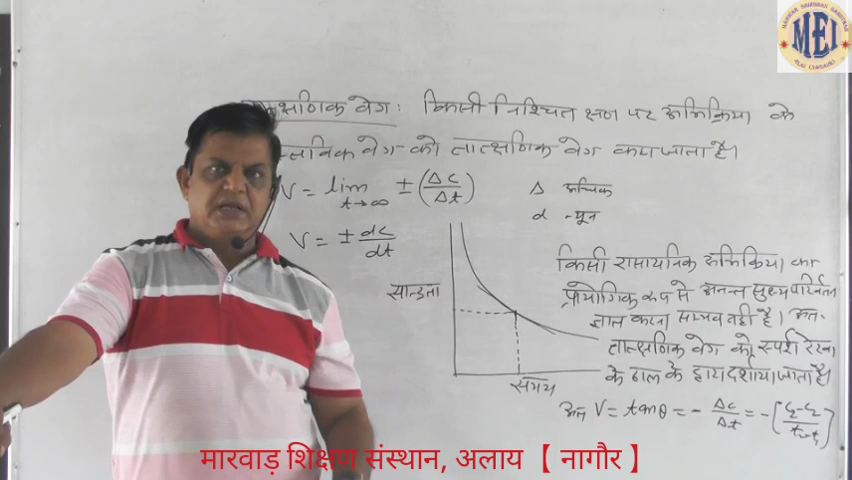 MEI
क्षणिक वेग : किसी निश्चित क्षण पर अभिक्रिया के
वेग को तात्क्षणिक वेग कहा जाता है।
V = lim t→∞ ± (Δc/Δt)
Δ अधिक
d - न्यून
V = ± dc/dt
सान्द्रता
समय
किसी रासायनिक अभिक्रिया का
प्रायोगिक रूप से अनन्त सुक्ष्म परिवर्तन
ज्ञात करना सम्भव नहीं है। अतः
तात्क्षणिक वेग को स्पर्श रेखा
के ढाल के द्वारा दर्शाया जाता है।
अतः V = tanθ = - Δc/Δt = -
मारवाड़ शिक्षण संस्थान, अलाय 【 नागौर 】